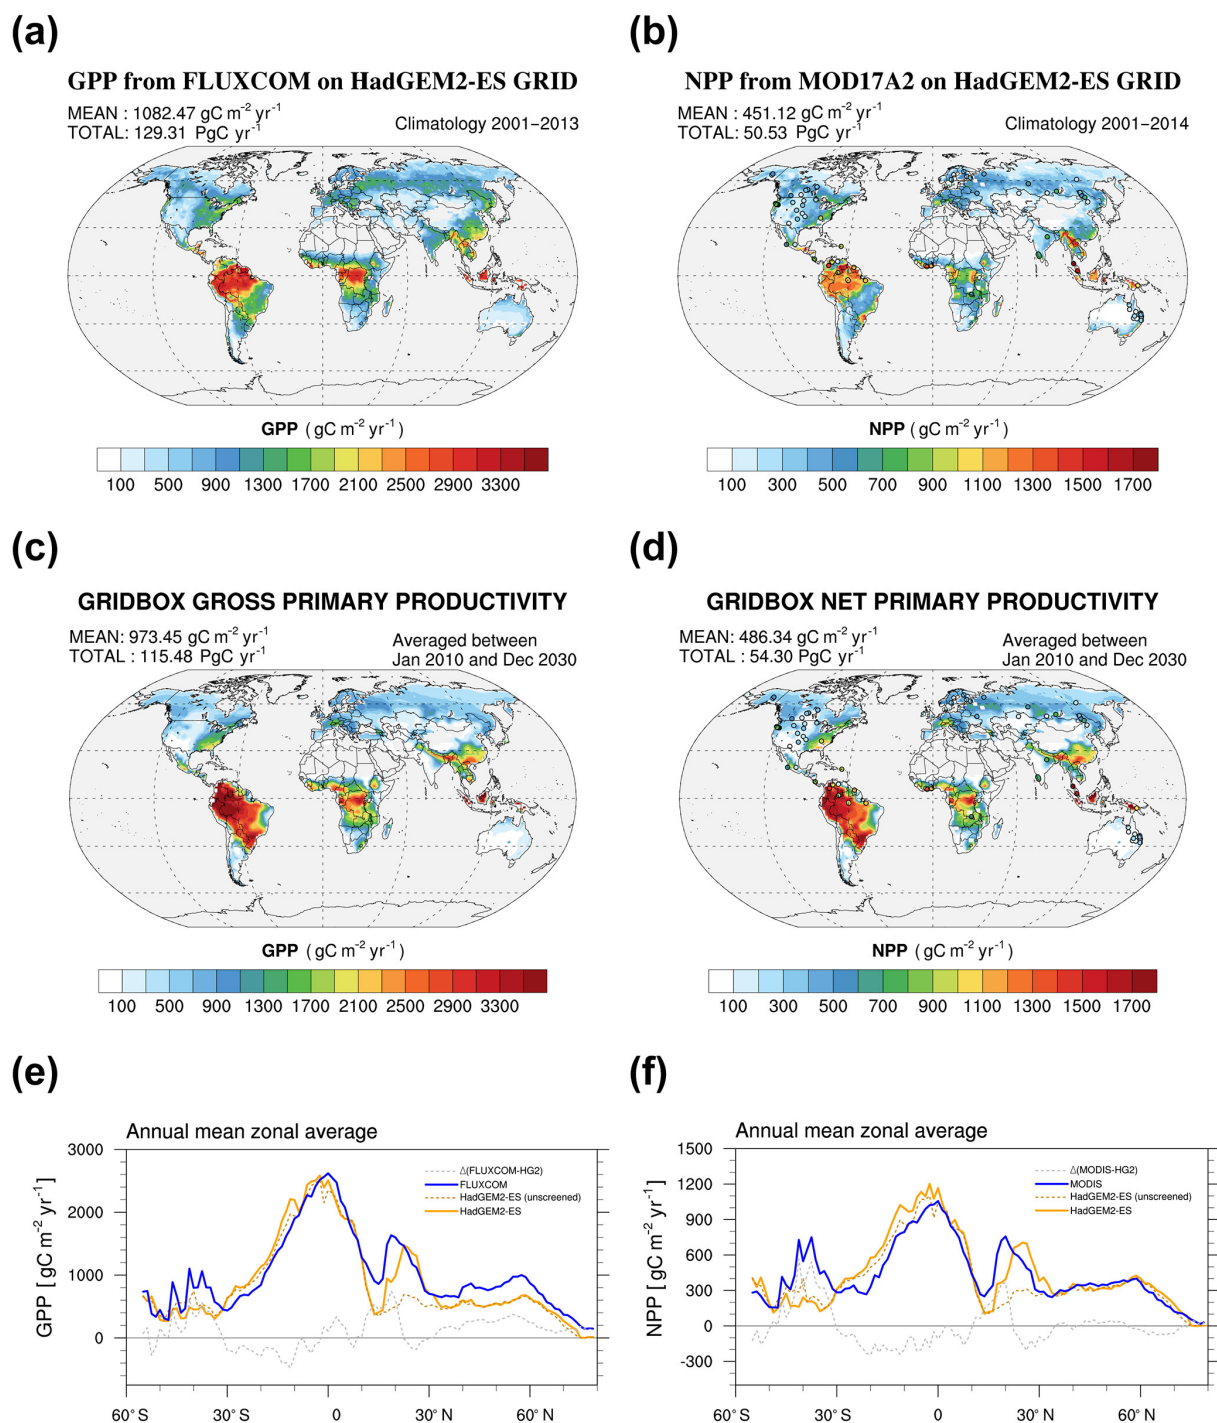 (a)
GPP from FLUXCOM on HadGEM2-ES GRID
MEAN : 1082.47 gC m⁻² yr⁻¹
TOTAL: 129.31 PgC yr⁻¹
Climatology 2001-2013
GPP ( gC m⁻² yr⁻¹ )
100 500 900 1300 1700 2100 2500 2900 3300
(b)
NPP from MOD17A2 on HadGEM2-ES GRID
MEAN : 451.12 gC m⁻² yr⁻¹
TOTAL: 50.53 PgC yr⁻¹
Climatology 2001-2014
NPP ( gC m⁻² yr⁻¹ )
100 300 500 700 900 1100 1300 1500 1700
(c)
GRIDBOX GROSS PRIMARY PRODUCTIVITY
MEAN: 973.45 gC m⁻² yr⁻¹
TOTAL : 115.48 PgC yr⁻¹
Averaged between
Jan 2010 and Dec 2030
GPP ( gC m⁻² yr⁻¹ )
100 500 900 1300 1700 2100 2500 2900 3300
(d)
GRIDBOX NET PRIMARY PRODUCTIVITY
MEAN: 486.34 gC m⁻² yr⁻¹
TOTAL : 54.30 PgC yr⁻¹
Averaged between
Jan 2010 and Dec 2030
NPP ( gC m⁻² yr⁻¹ )
100 300 500 700 900 1100 1300 1500 1700
(e)
Annual mean zonal average
GPP [ gC m⁻² yr⁻¹ ]
3000
2000
1000
0
Δ(FLUXCOM-HG2)
FLUXCOM
HadGEM2-ES (unscreened)
HadGEM2-ES
60° S 30° S 0 30° N 60° N
(f)
Annual mean zonal average
NPP [ gC m⁻² yr⁻¹ ]
1500
1200
900
600
300
0
-300
Δ(MODIS-HG2)
MODIS
HadGEM2-ES (unscreened)
HadGEM2-ES
60° S 30° S 0 30° N 60° N